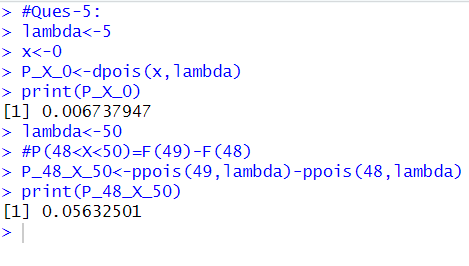 > #Ques-5:
> lambda<-5
> x<-0
> P_X_0<-dpois(x,lambda)
> print(P_X_0)
[1] 0.006737947
> lambda<-50
> #P(48<X<50)=F(49)-F(48)
> P_48_X_50<-ppois(49,lambda)-ppois(48,lambda)
> print(P_48_X_50)
[1] 0.05632501
>